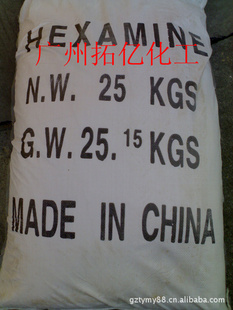 HEXAMINE
广州拓亿化工
N.W. 25 KGS
G.W. 25.15 KGS
MADE IN CHINA
gztymy88.cn.alibaba.com